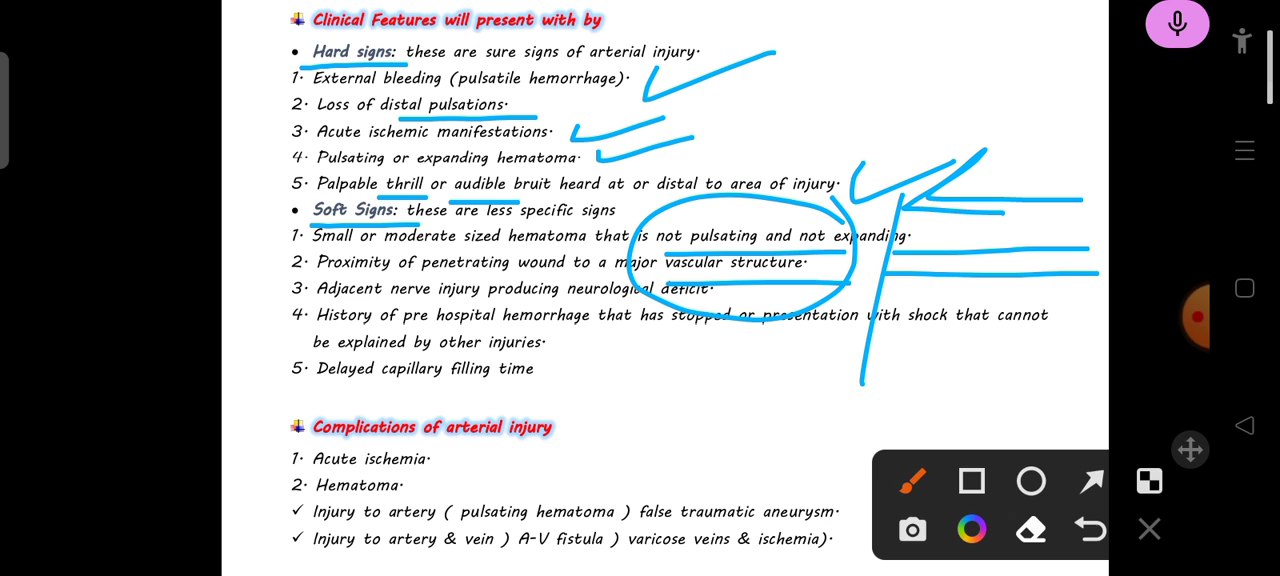 Clinical Features will present with by
• Hard signs: these are sure signs of arterial injury.
1. External bleeding (pulsatile hemorrhage).
2. Loss of distal pulsations.
3. Acute ischemic manifestations.
4. Pulsating or expanding hematoma.
5. Palpable thrill or audible bruit heard at or distal to area of injury.
• Soft Signs: these are less specific signs
1. Small or moderate sized hematoma that is not pulsating and not expanding.
2. Proximity of penetrating wound to a major vascular structure.
3. Adjacent nerve injury producing neurological deficit.
4. History of pre hospital hemorrhage that has stopped or presentation with shock that cannot
be explained by other injuries.
5. Delayed capillary filling time
Complications of arterial injury
1. Acute ischemia.
2. Hematoma.
✓ Injury to artery ( pulsating hematoma ) false traumatic aneurysm.
✓ Injury to artery & vein ) A-V fistula ) varicose veins & ischemia).